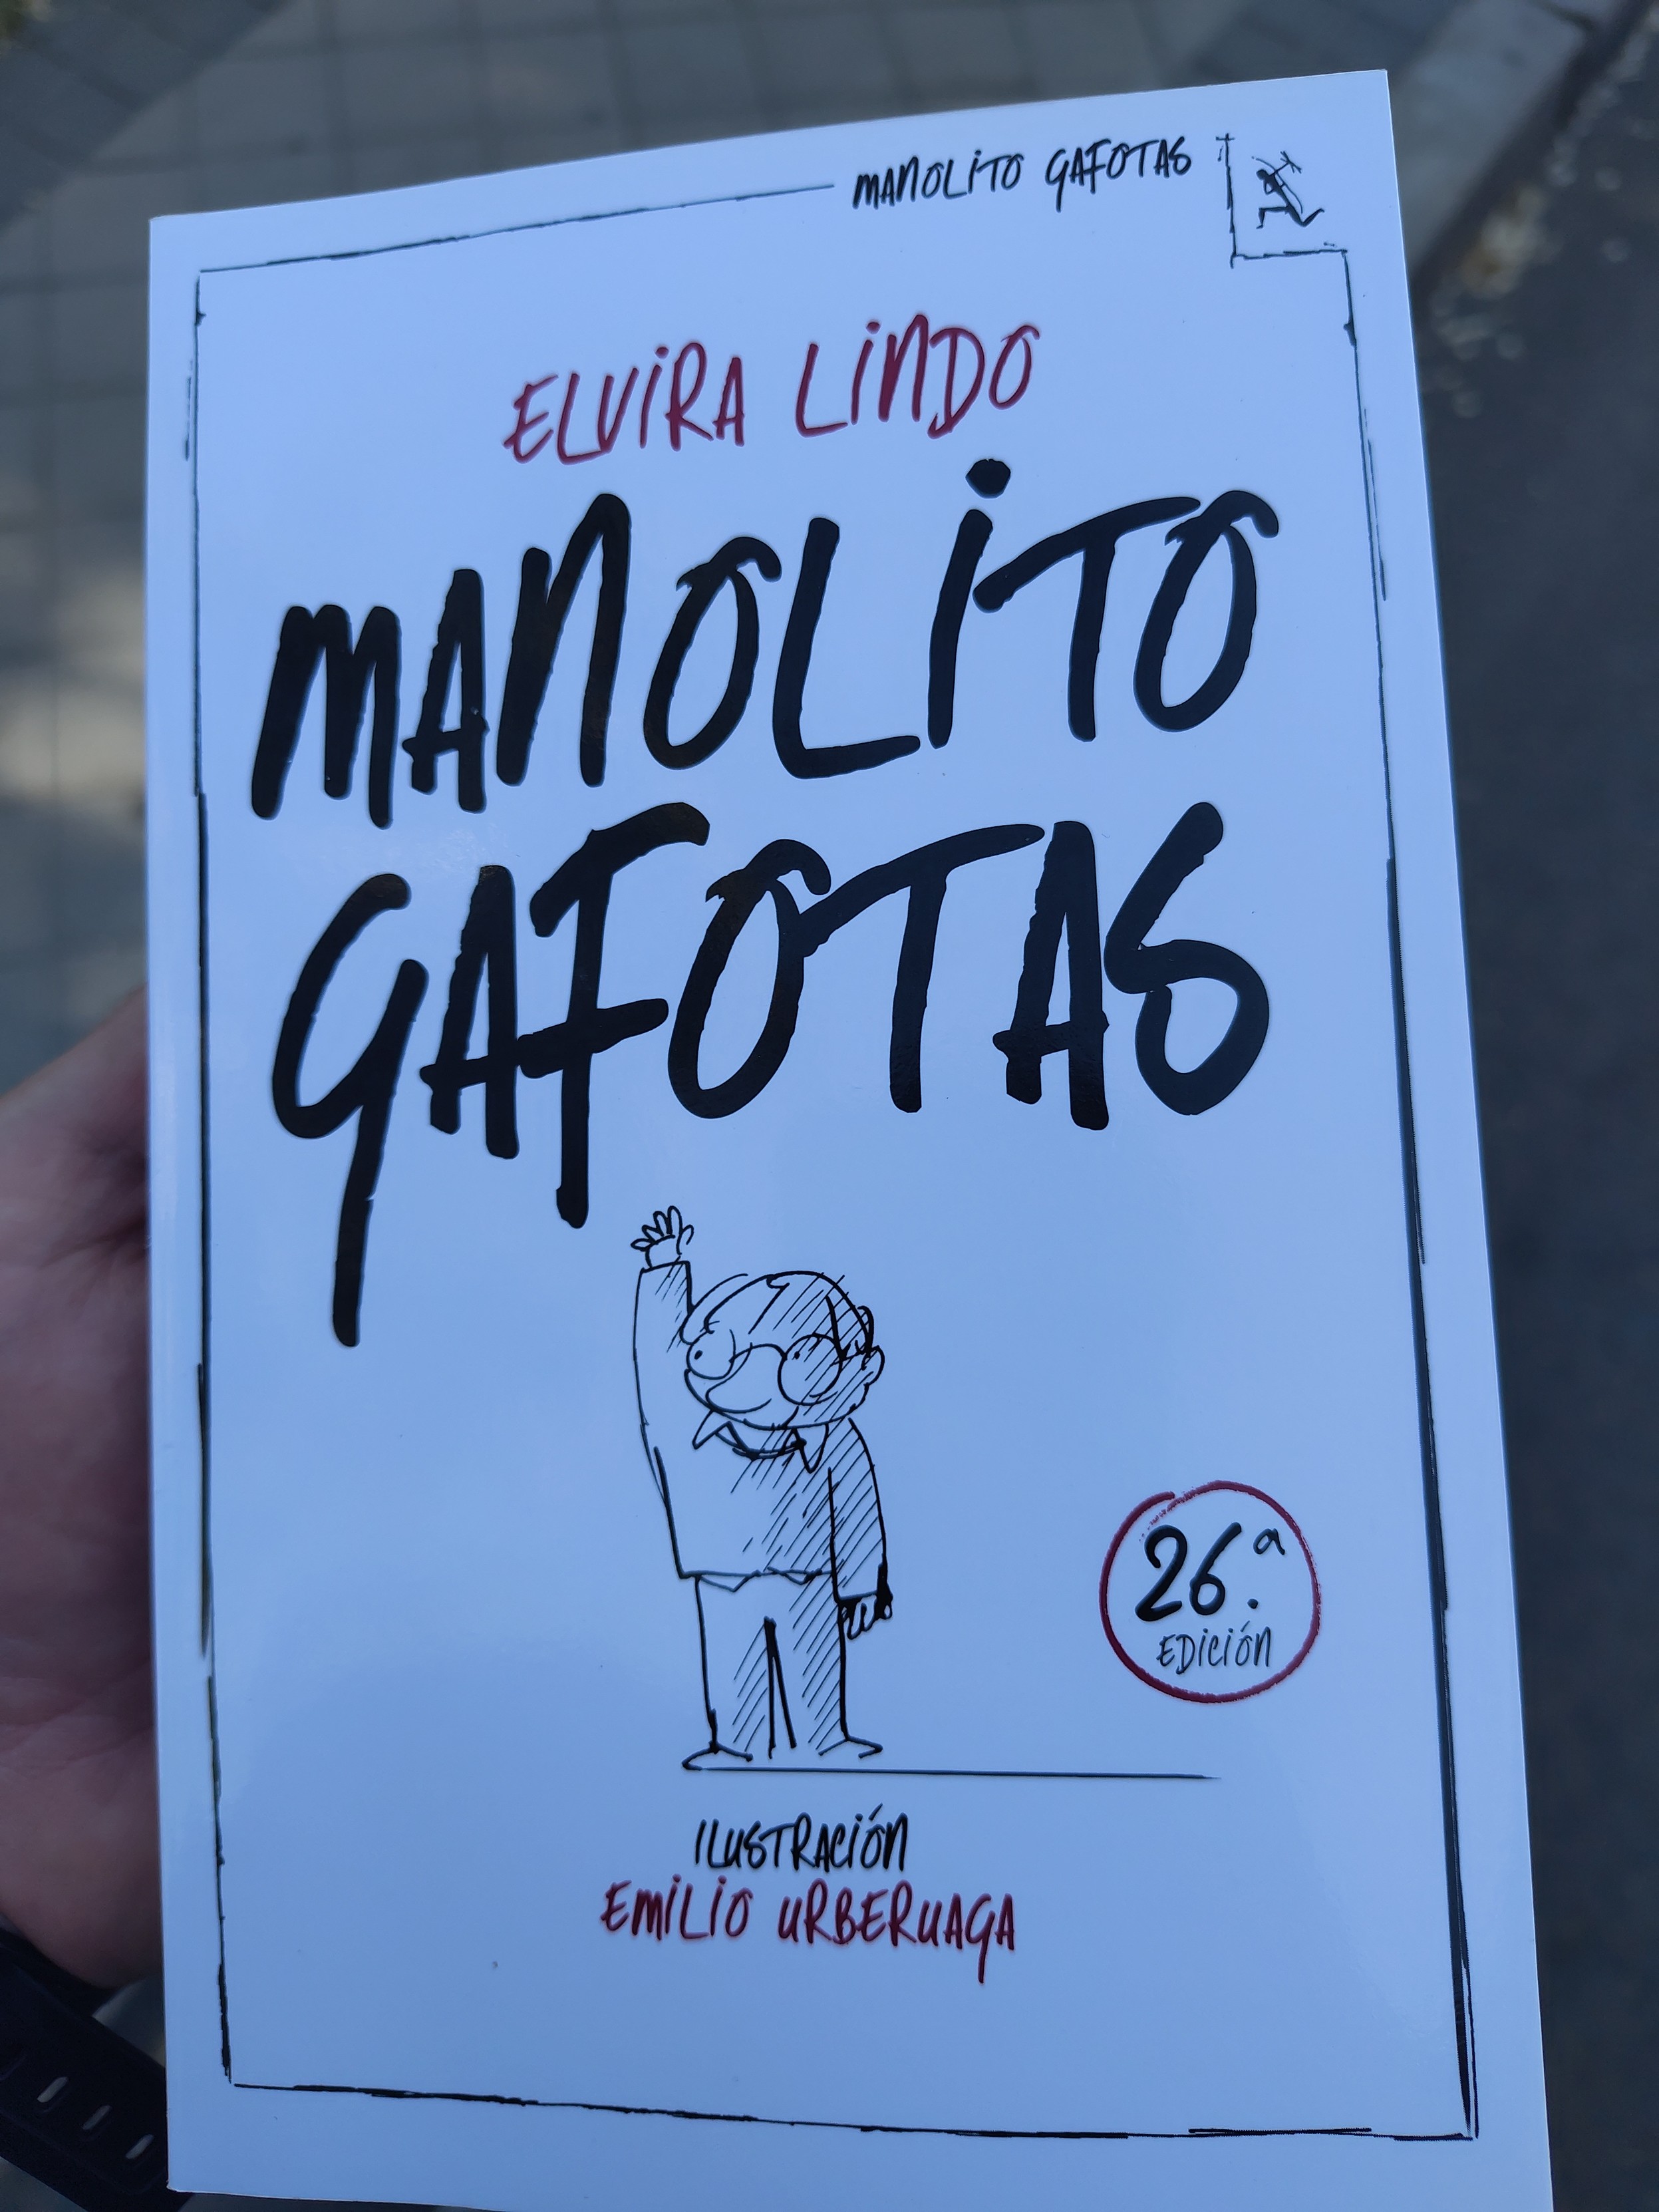 MANOLITO GAFOTAS
ELVIRA LINDO
MANOLITO
GAFOTAS
26.ª
EDICIÓN
ILUSTRACIÓN
EMILIO URBERUAGA